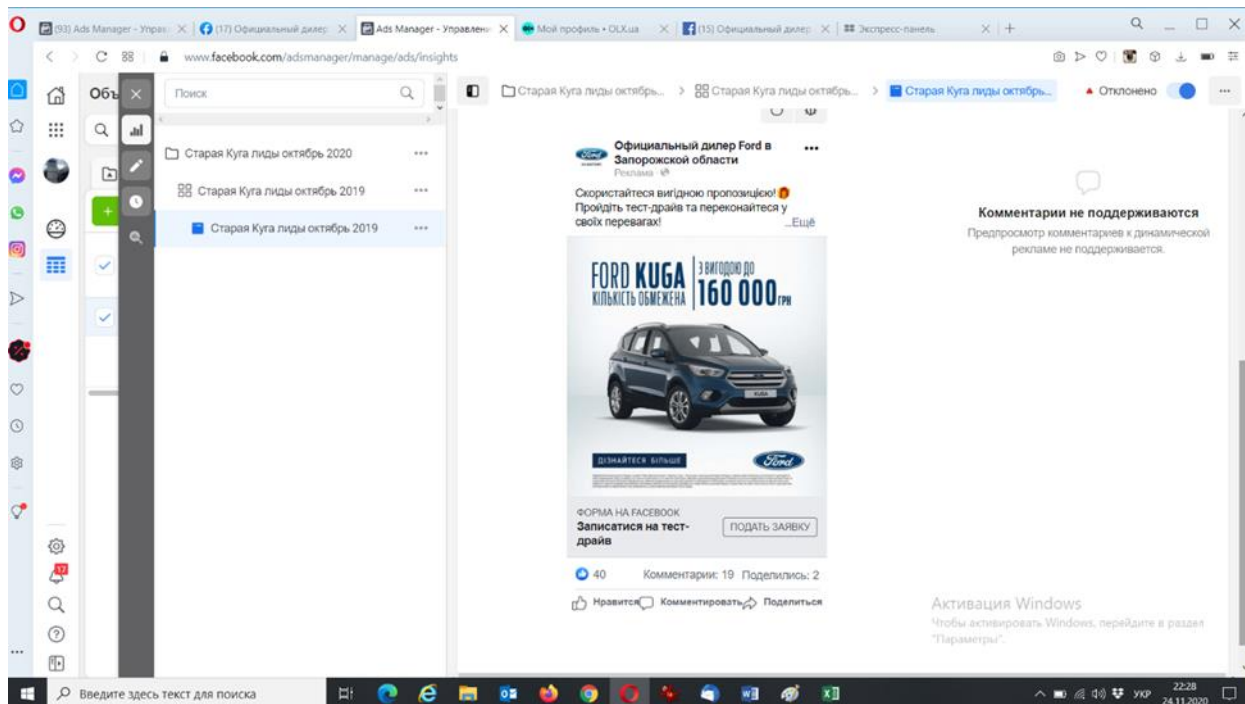 (93) Ads Manager - Управ
(17) Официальный дилер
Ads Manager - Управлени
Мой профиль • OLX.ua
(15) Официальный дилер
Экспресс-панель
www.facebook.com/adsmanager/manage/ads/insights
Объ
Поиск
Старая Куга лиды октябрь...
Старая Куга лиды октябрь...
Старая Куга лиды октябрь...
Отклонено
Старая Куга лиды октябрь 2020
Старая Куга лиды октябрь 2019
Старая Куга лиды октябрь 2019
Официальный дилер Ford в
Запорожской области
Реклама
Скористайтеся вигідною пропозицією!
Пройдіть тест-драйв та переконайтеся у
своїх перевагах!
...Ещё
FORD KUGA
КІЛЬКІСТЬ ОБМЕЖЕНА
З ВИГОДОЮ ДО
160 000 ГРН
KUGA
ДІЗНАЙТЕСЯ БІЛЬШЕ
Ford
ФОРМА НА FACEBOOK
Записатися на тест-
драйв
ПОДАТЬ ЗАЯВКУ
40
Комментарии: 19 Поделились: 2
Нравится Комментировать Поделиться
Комментарии не поддерживаются
Предпросмотр комментариев к динамической
рекламе не поддерживается.
Активация Windows
Чтобы активировать Windows, перейдите в раздел
"Параметры".
17
Введите здесь текст для поиска
УКР
22:28
24.11.2020